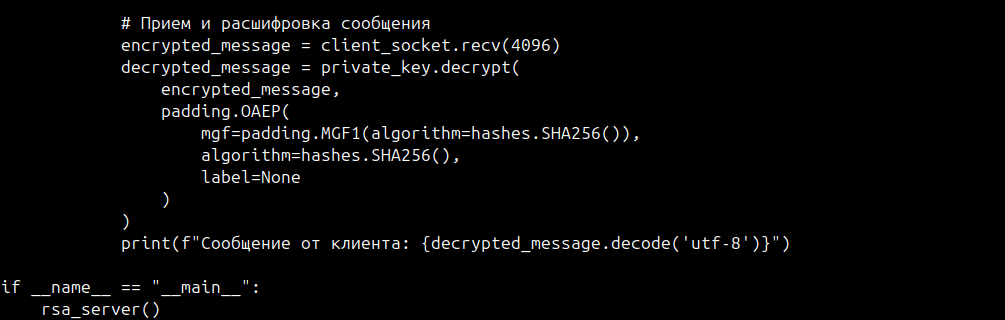 # Прием и расшифровка сообщения
encrypted_message = client_socket.recv(4096)
decrypted_message = private_key.decrypt(
encrypted_message,
padding.OAEP(
mgf=padding.MGF1(algorithm=hashes.SHA256()),
algorithm=hashes.SHA256(),
label=None
)
)
print(f"Сообщение от клиента: {decrypted_message.decode('utf-8')}")
if __name__ == "__main__":
rsa_server()